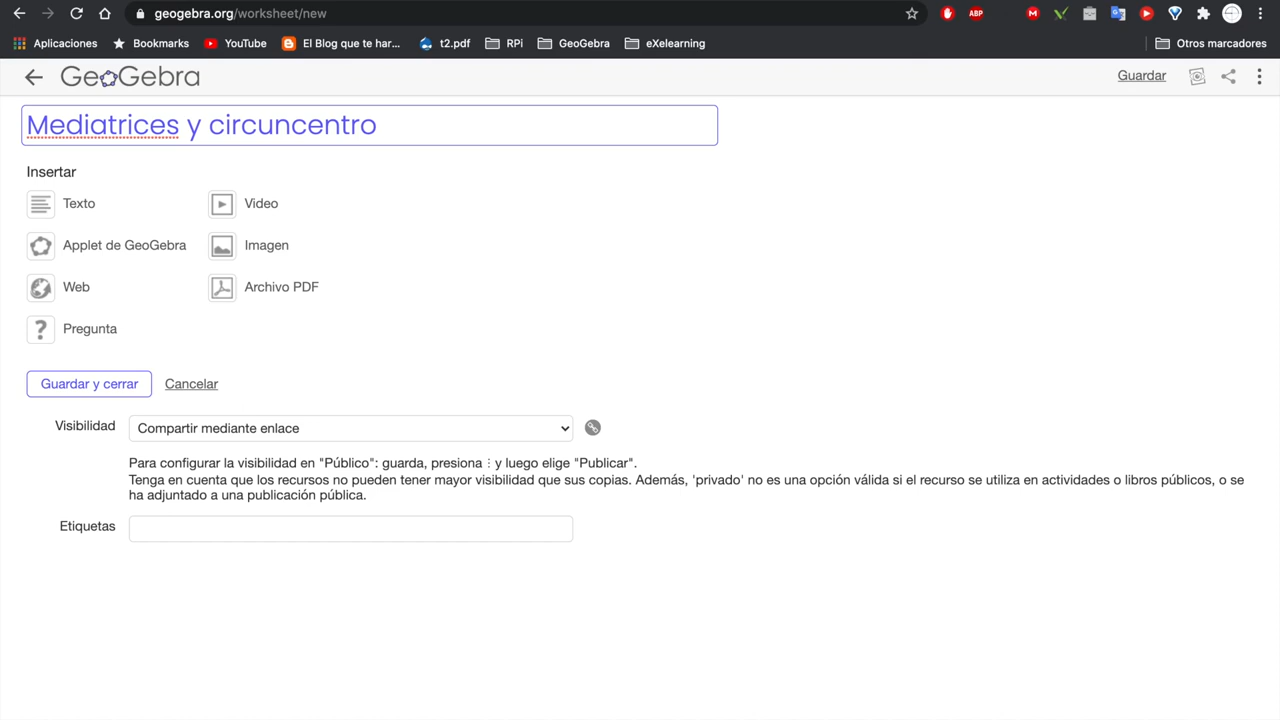 geogebra.org/worksheet/new
ABP
Aplicaciones
Bookmarks
YouTube
El Blog que te har...
t2.pdf
RPi
GeoGebra
eXelearning
Otros marcadores
GeoGebra
Guardar
Mediatrices y circuncentro
Insertar
Texto
Video
Applet de GeoGebra
Imagen
Web
Archivo PDF
Pregunta
Guardar y cerrar
Cancelar
Visibilidad
Compartir mediante enlace
Para configurar la visibilidad en "Público": guarda, presiona ⋮ y luego elige "Publicar".
Tenga en cuenta que los recursos no pueden tener mayor visibilidad que sus copias. Además, 'privado' no es una opción válida si el recurso se utiliza en actividades o libros públicos, o se
ha adjuntado a una publicación pública.
Etiquetas